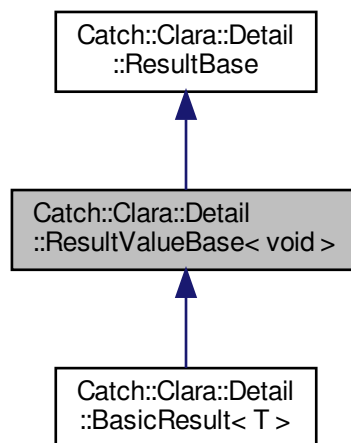 Catch::Clara::Detail
::ResultBase
Catch::Clara::Detail
::ResultValueBase< void >
Catch::Clara::Detail
::BasicResult< T >